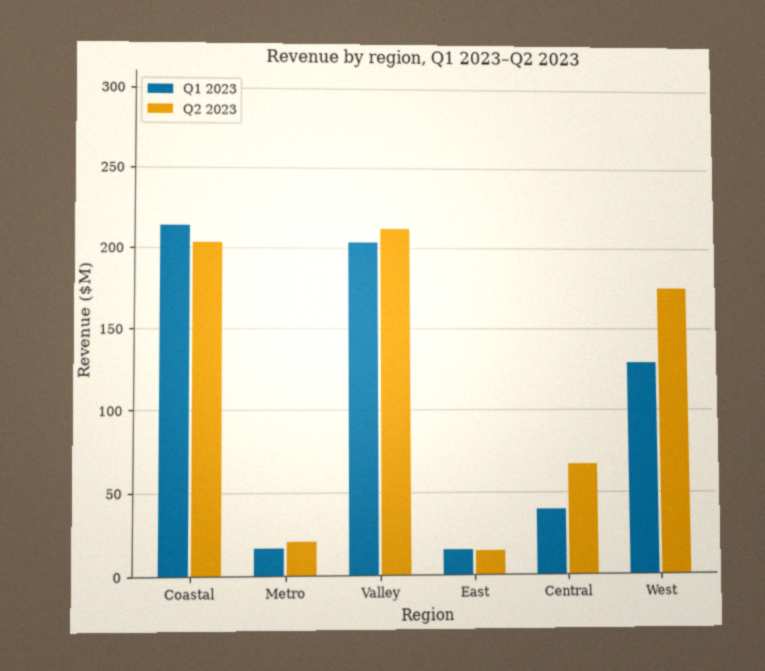 Revenue by region, Q1 2023–Q2 2023
Q1 2023
Q2 2023
Revenue ($M)
300
250
200
150
100
50
0
Coastal Metro Valley East Central West
Region